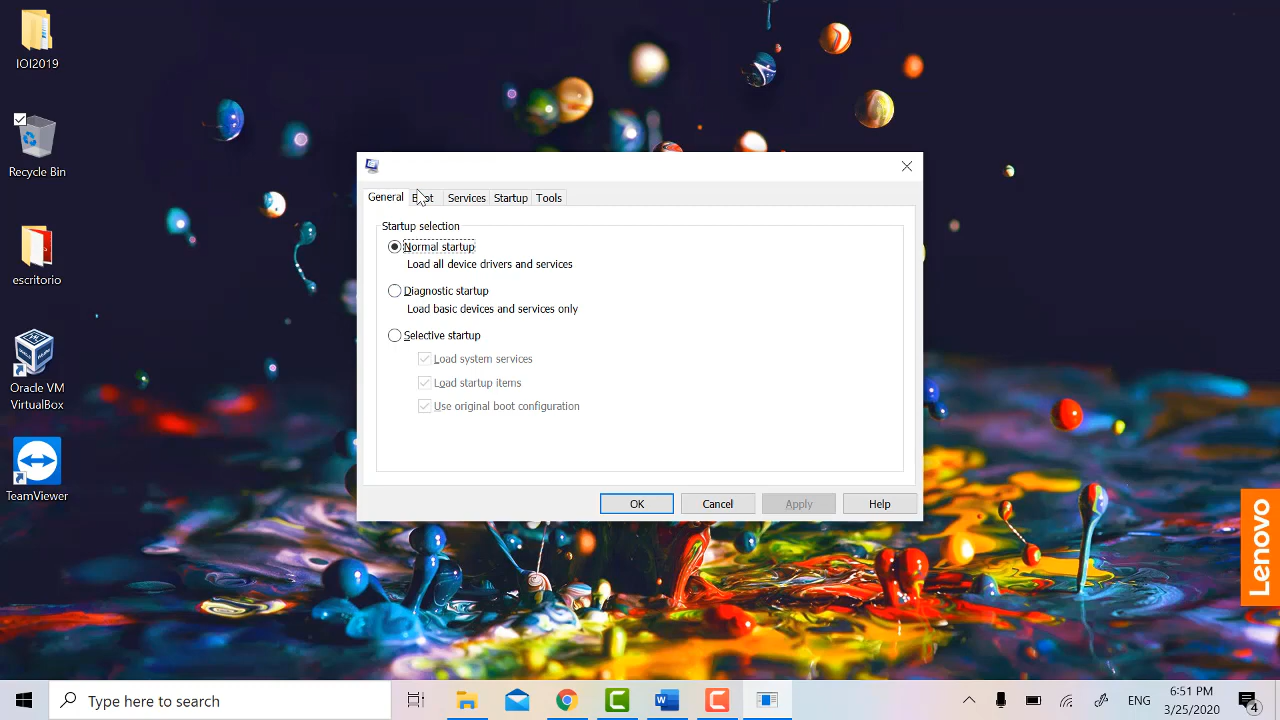 IOI2019
Recycle Bin
escritorio
Oracle VM
VirtualBox
TeamViewer
General
Boot
Services
Startup
Tools
Startup selection
Normal startup
Load all device drivers and services
Diagnostic startup
Load basic devices and services only
Selective startup
Load system services
Load startup items
Use original boot configuration
OK
Cancel
Apply
Help
Lenovo
Type here to search
ENG
6:51 PM
3/25/2020
4